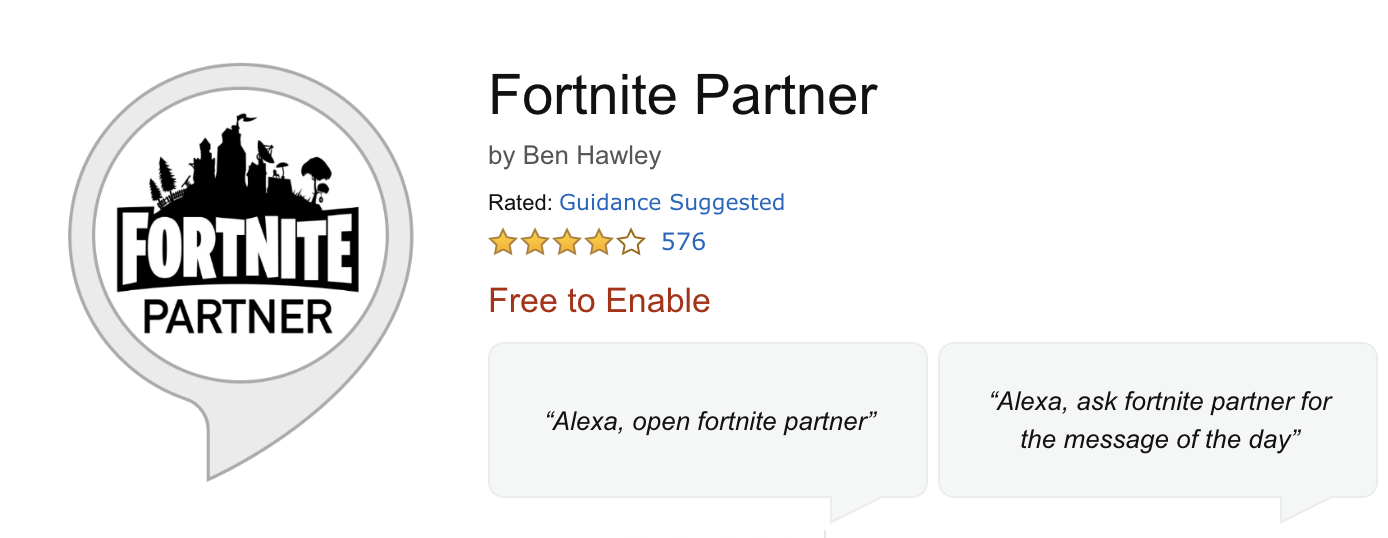 FORTNITE
PARTNER
Fortnite Partner
by Ben Hawley
Rated: Guidance Suggested
576
Free to Enable
“Alexa, open fortnite partner”
“Alexa, ask fortnite partner for
the message of the day”